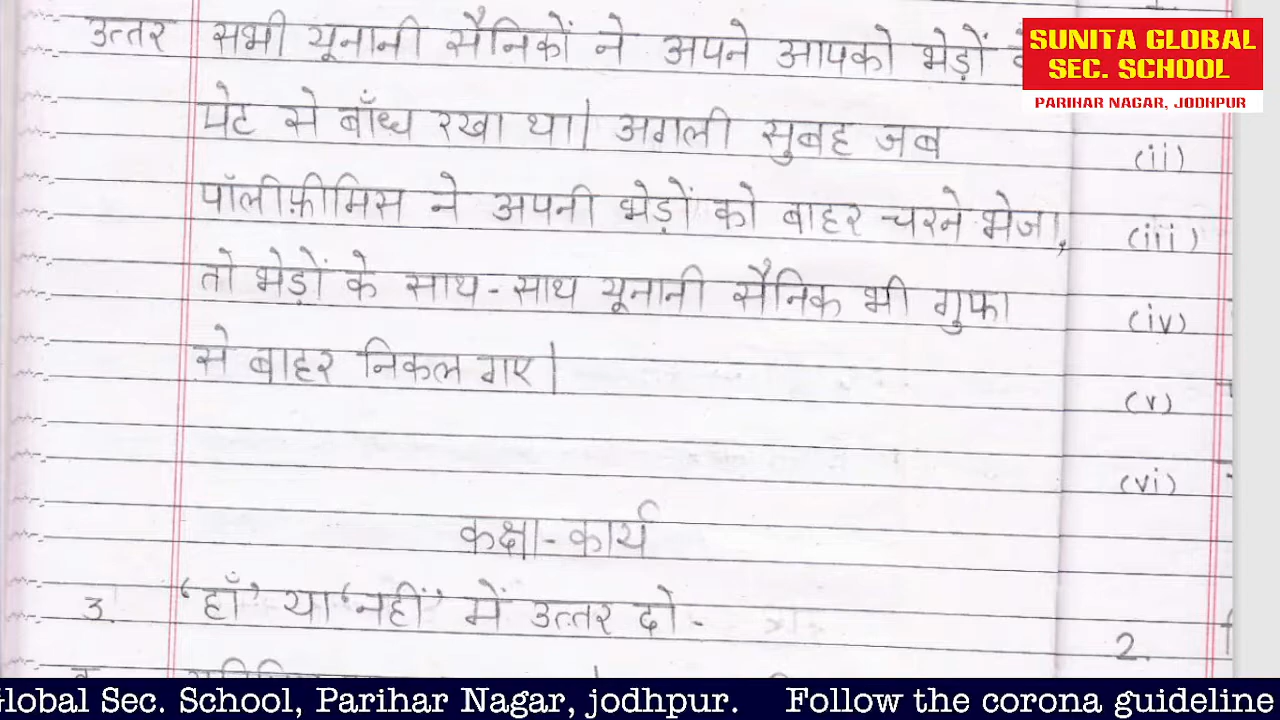 उत्तर सभी यूनानी सैनिकों ने अपने आपको भेड़ों
पेट से बाँध रखा था। अगली सुबह जब
पॉलीफ़ीमिस ने अपनी भेड़ों को बाहर चरने भेजा,
तो भेड़ों के साथ-साथ यूनानी सैनिक भी गुफा
से बाहर निकल गए।
कक्षा-कार्य
3. 'हाँ' या 'नहीं' में उत्तर दो-
(ii)
(iii)
(iv)
(v)
(vi)
2.
SUNITA GLOBAL
SEC. SCHOOL
PARIHAR NAGAR, JODHPUR
Global Sec. School, Parihar Nagar, jodhpur. Follow the corona guideline